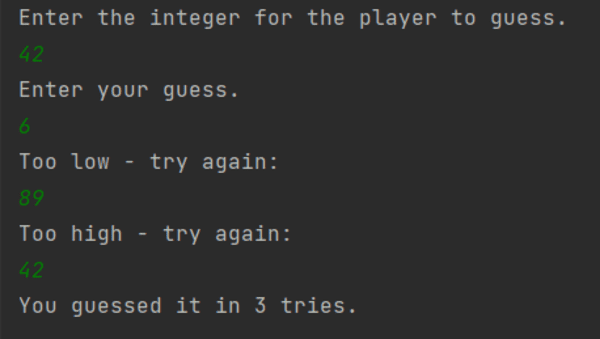 Enter the integer for the player to guess.
42
Enter your guess.
6
Too low - try again:
89
Too high - try again:
42
You guessed it in 3 tries.